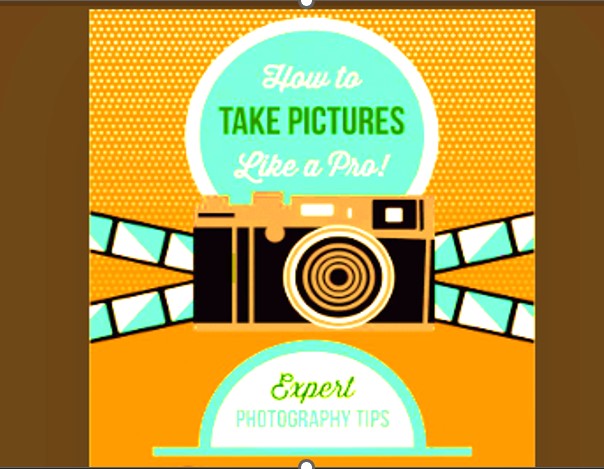 How to
TAKE PICTURES
Like a Pro!
Expert
PHOTOGRAPHY TIPS